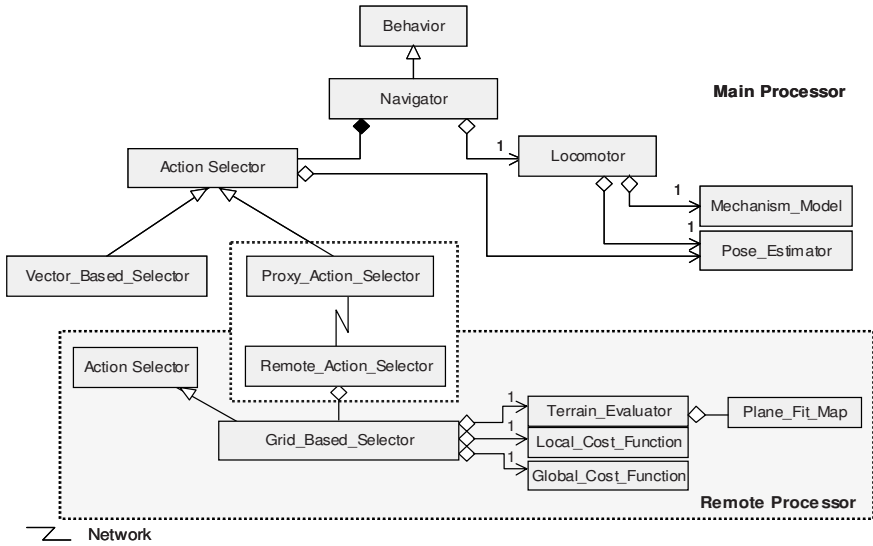 Behavior
Navigator
Main Processor
1
Action Selector
Locomotor
1
Mechanism_Model
1
Pose_Estimator
Vector_Based_Selector
Proxy_Action_Selector
Action Selector
Remote_Action_Selector
1
Terrain_Evaluator
Plane_Fit_Map
Grid_Based_Selector
1
Local_Cost_Function
1
Global_Cost_Function
Remote Processor
Network